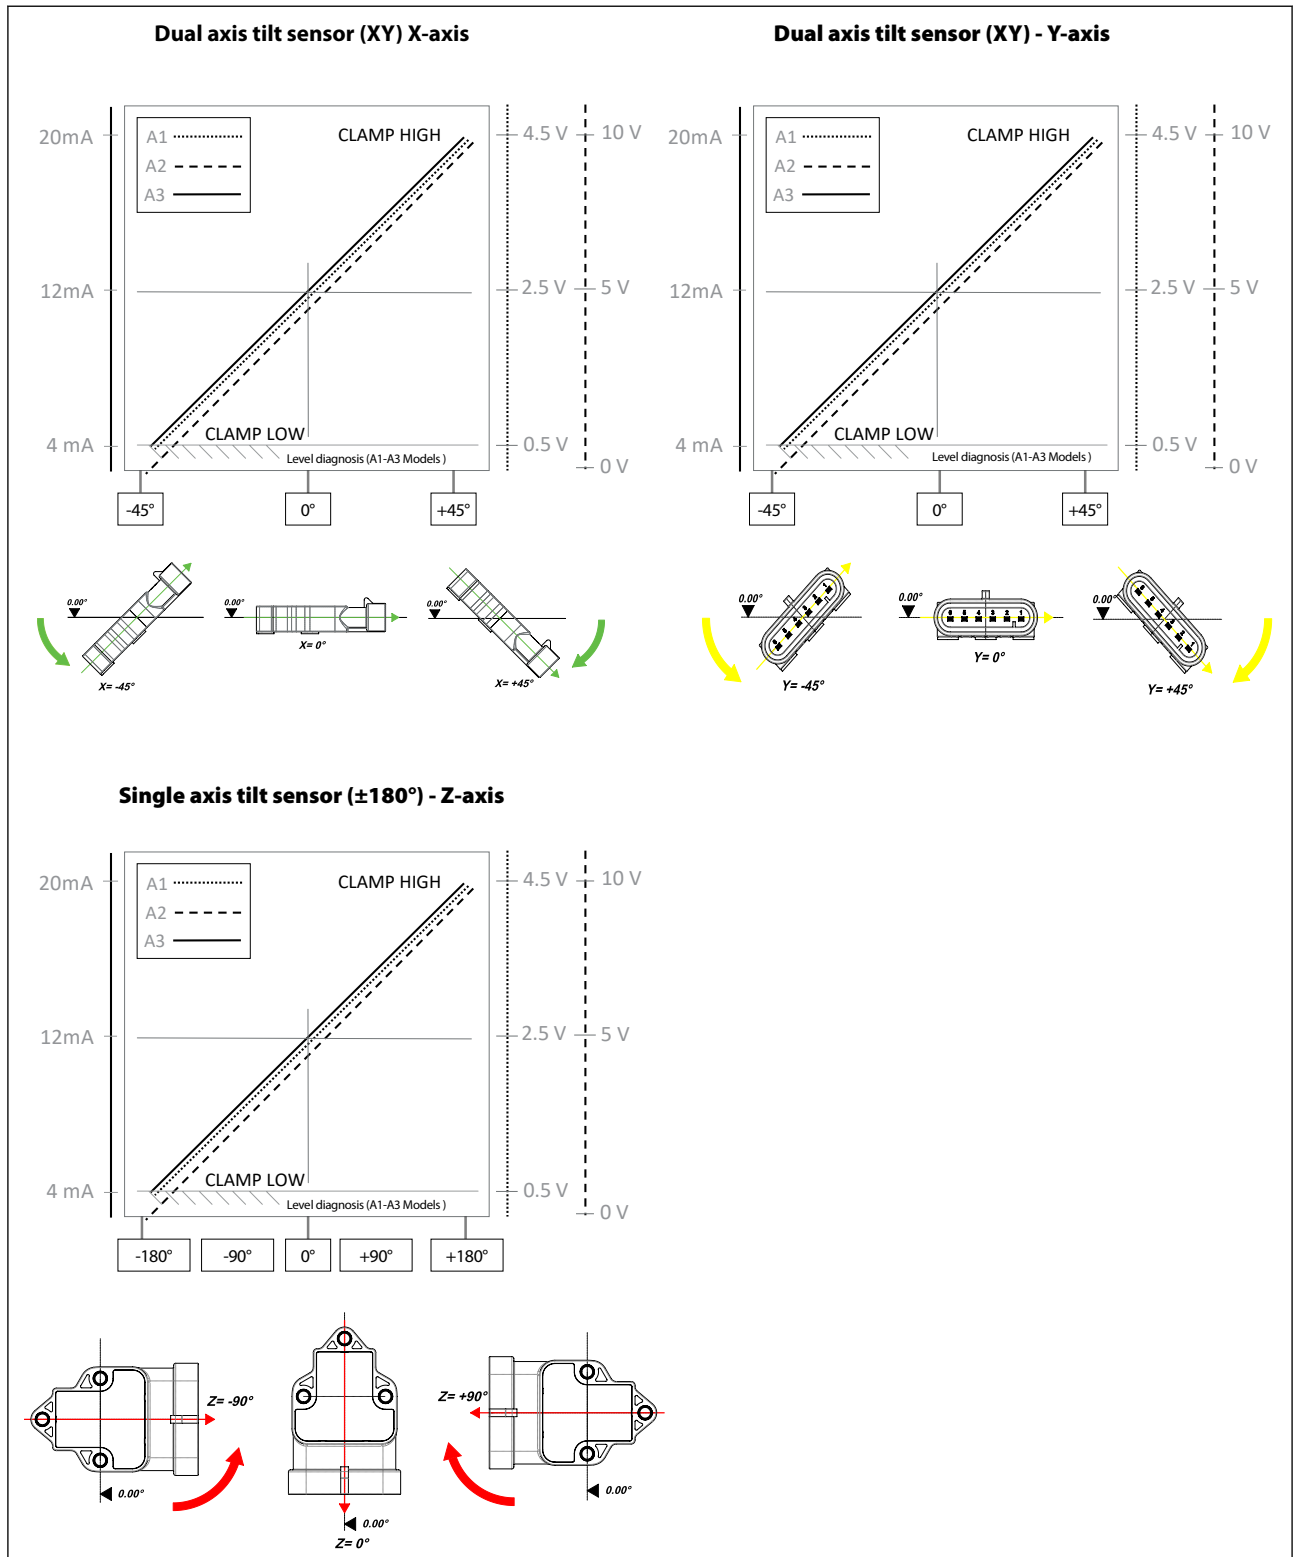 Dual axis tilt sensor (XY) X-axis
20mA
12mA
4 mA
A1
A2
A3
CLAMP HIGH
CLAMP LOW
Level diagnosis (A1-A3 Models )
4.5 V
2.5 V
0.5 V
10 V
5 V
0 V
-45°
0°
+45°
0.00°
X= -45°
0.00°
X= 0°
0.00°
X= +45°
Dual axis tilt sensor (XY) - Y-axis
20mA
12mA
4 mA
A1
A2
A3
CLAMP HIGH
CLAMP LOW
Level diagnosis (A1-A3 Models )
4.5 V
2.5 V
0.5 V
10 V
5 V
0 V
-45°
0°
+45°
0.00°
Y= -45°
0.00°
6 5 4 3 2 1
Y= 0°
0.00°
Y= +45°
Single axis tilt sensor (±180°) - Z-axis
20mA
12mA
4 mA
A1
A2
A3
CLAMP HIGH
CLAMP LOW
Level diagnosis (A1-A3 Models )
4.5 V
2.5 V
0.5 V
10 V
5 V
0 V
-180°
-90°
0°
+90°
+180°
Z= -90°
0.00°
0.00°
Z= 0°
Z= +90°
0.00°